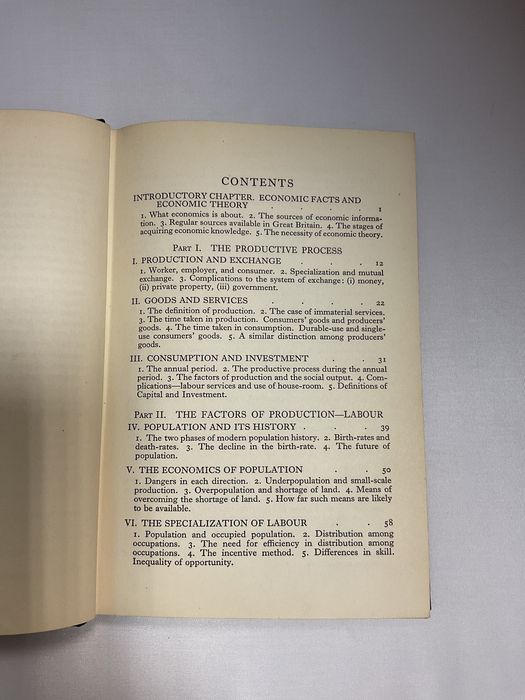 CONTENTS
INTRODUCTORY CHAPTER. ECONOMIC FACTS AND
ECONOMIC THEORY . . . . 1
1. What economics is about. 2. The sources of economic informa-
tion. 3. Regular sources available in Great Britain. 4. The stages of
acquiring economic knowledge. 5. The necessity of economic theory.
PART I. THE PRODUCTIVE PROCESS
I. PRODUCTION AND EXCHANGE . . . 12
1. Worker, employer, and consumer. 2. Specialization and mutual
exchange. 3. Complications to the system of exchange: (i) money,
(ii) private property, (iii) government.
II. GOODS AND SERVICES . . . . 22
1. The definition of production. 2. The case of immaterial services.
3. The time taken in production. Consumers' goods and producers'
goods. 4. The time taken in consumption. Durable-use and single-
use consumers' goods. 5. A similar distinction among producers'
goods.
III. CONSUMPTION AND INVESTMENT . . 31
1. The annual period. 2. The productive process during the annual
period. 3. The factors of production and the social output. 4. Com-
plications—labour services and use of house-room. 5. Definitions of
Capital and Investment.
PART II. THE FACTORS OF PRODUCTION—LABOUR
IV. POPULATION AND ITS HISTORY . . . 39
1. The two phases of modern population history. 2. Birth-rates and
death-rates. 3. The decline in the birth-rate. 4. The future of
population.
V. THE ECONOMICS OF POPULATION . . 50
1. Dangers in each direction. 2. Underpopulation and small-scale
production. 3. Overpopulation and shortage of land. 4. Means of
overcoming the shortage of land. 5. How far such means are likely
to be available.
VI. THE SPECIALIZATION OF LABOUR . . 58
1. Population and occupied population. 2. Distribution among
occupations. 3. The need for efficiency in distribution among
occupations. 4. The incentive method. 5. Differences in skill.
Inequality of opportunity.